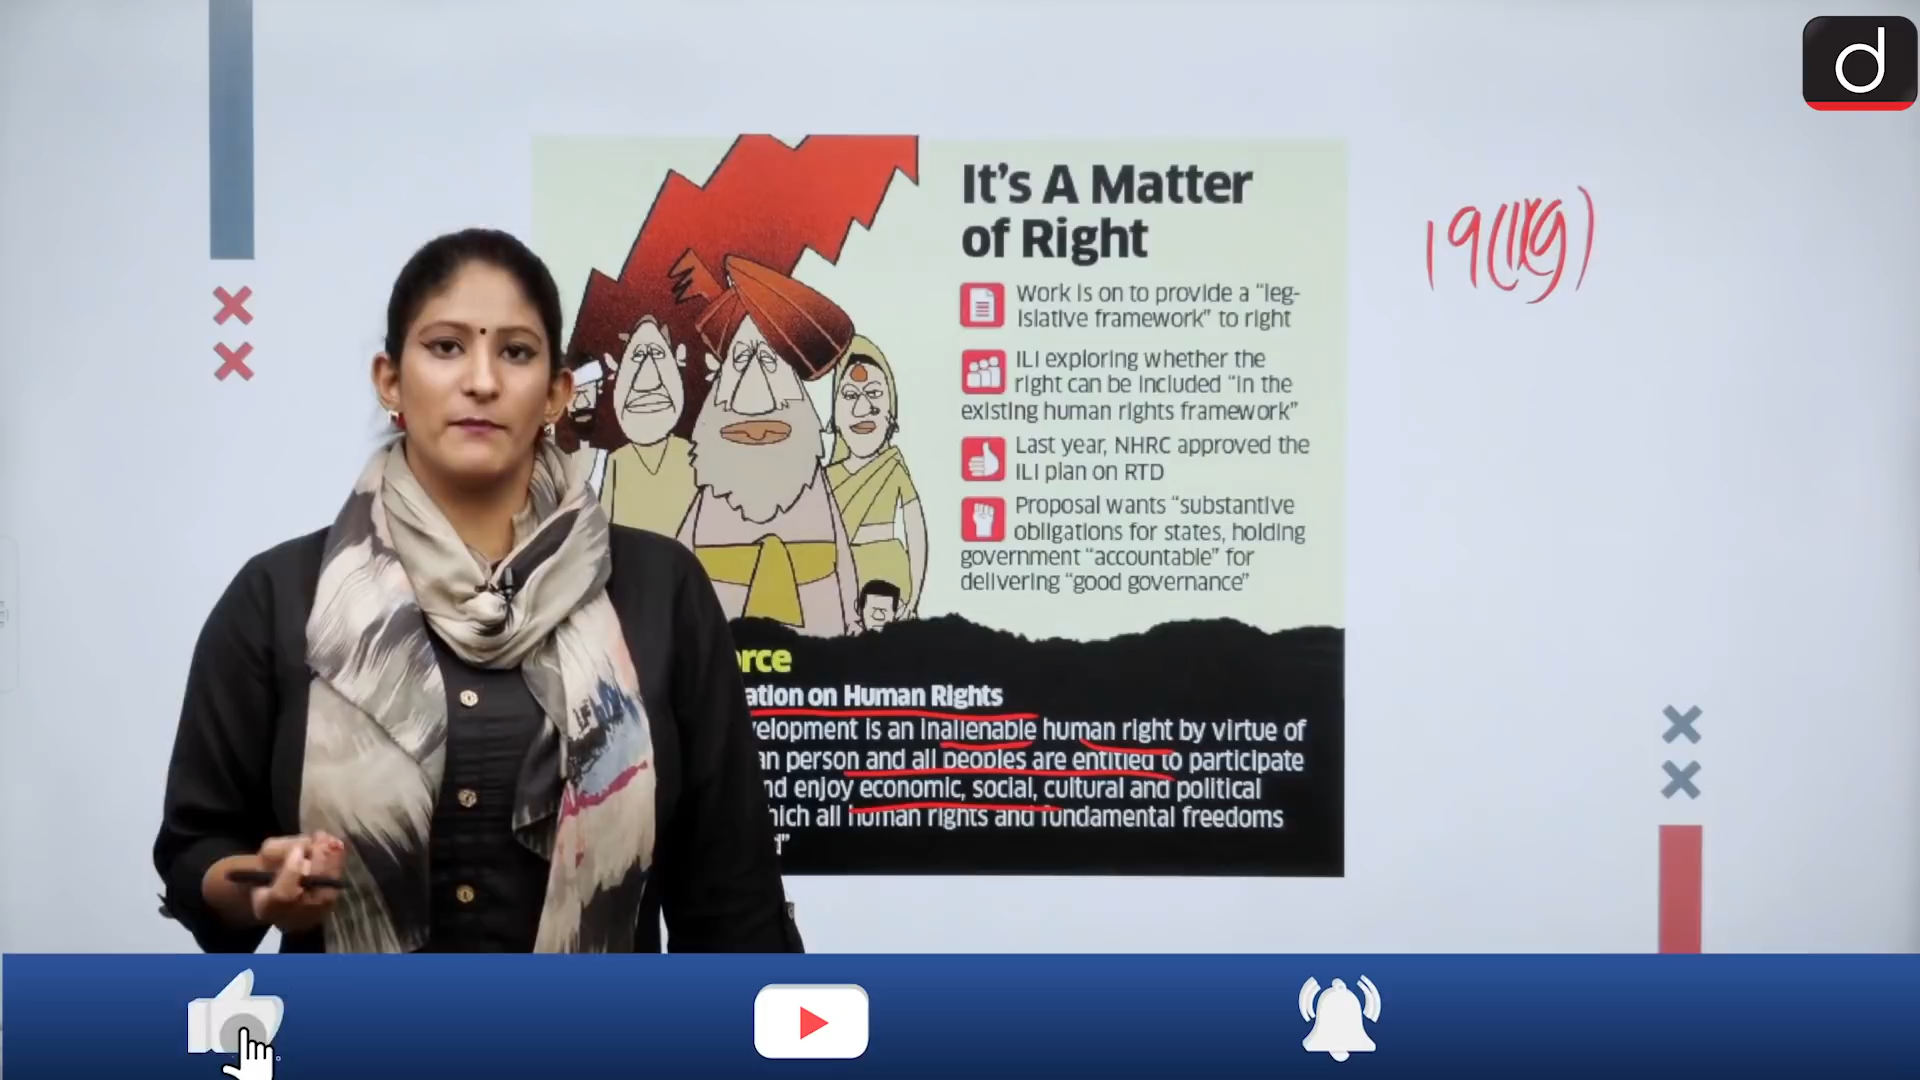 d
It's A Matter
of Right
19(1)(g)
Work is on to provide a “leg-
islative framework” to right
ILI exploring whether the
right can be included “in the
existing human rights framework”
Last year, NHRC approved the
ILI plan on RTD
Proposal wants “substantive
obligations for states, holding
government “accountable” for
delivering “good governance”
orce
ation on Human Rights
velopment is an inalienable human right by virtue of
an person and all peoples are entitled to participate
nd enjoy economic, social, cultural and political
hich all human rights and fundamental freedoms
d”